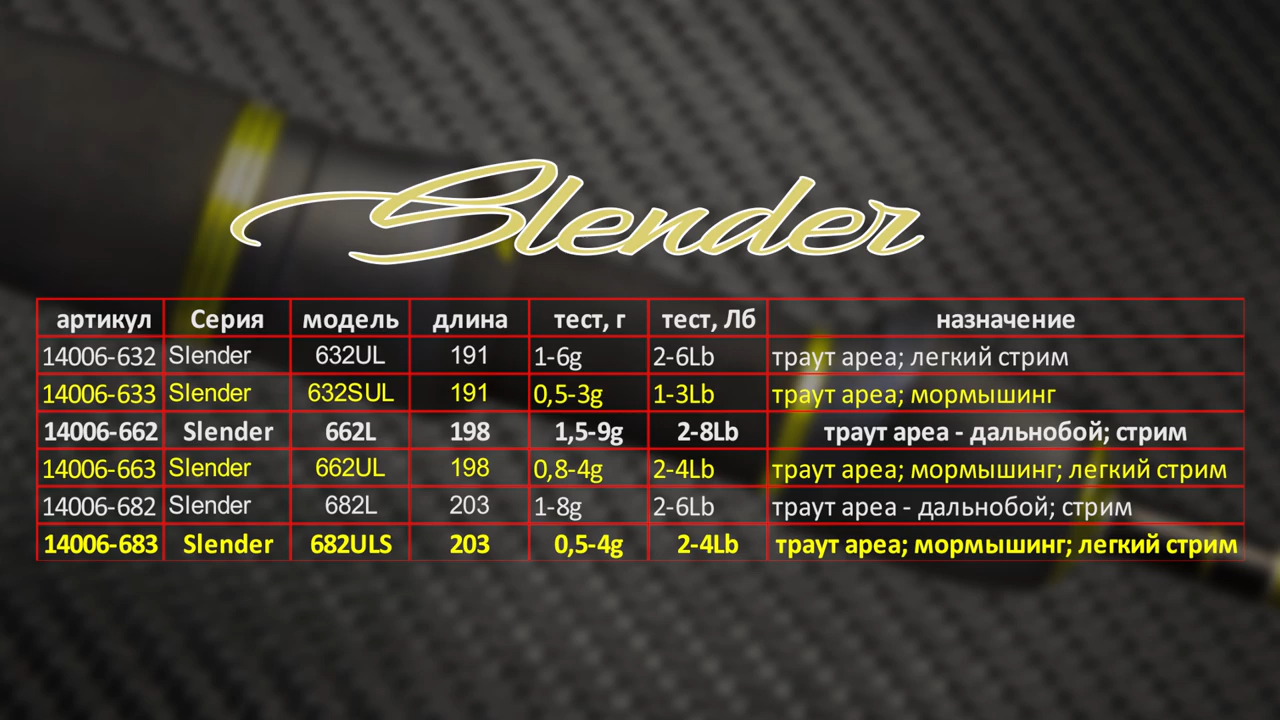 Slender
артикул Серия модель длина тест, г тест, Лб назначение
14006-632 Slender 632UL 191 1-6g 2-6Lb траут ареа; легкий стрим
14006-633 Slender 632SUL 191 0,5-3g 1-3Lb траут ареа; мормышинг
14006-662 Slender 662L 198 1,5-9g 2-8Lb траут ареа - дальнобой; стрим
14006-663 Slender 662UL 198 0,8-4g 2-4Lb траут ареа; мормышинг; легкий стрим
14006-682 Slender 682L 203 1-8g 2-6Lb траут ареа - дальнобой; стрим
14006-683 Slender 682ULS 203 0,5-4g 2-4Lb траут ареа; мормышинг; легкий стрим